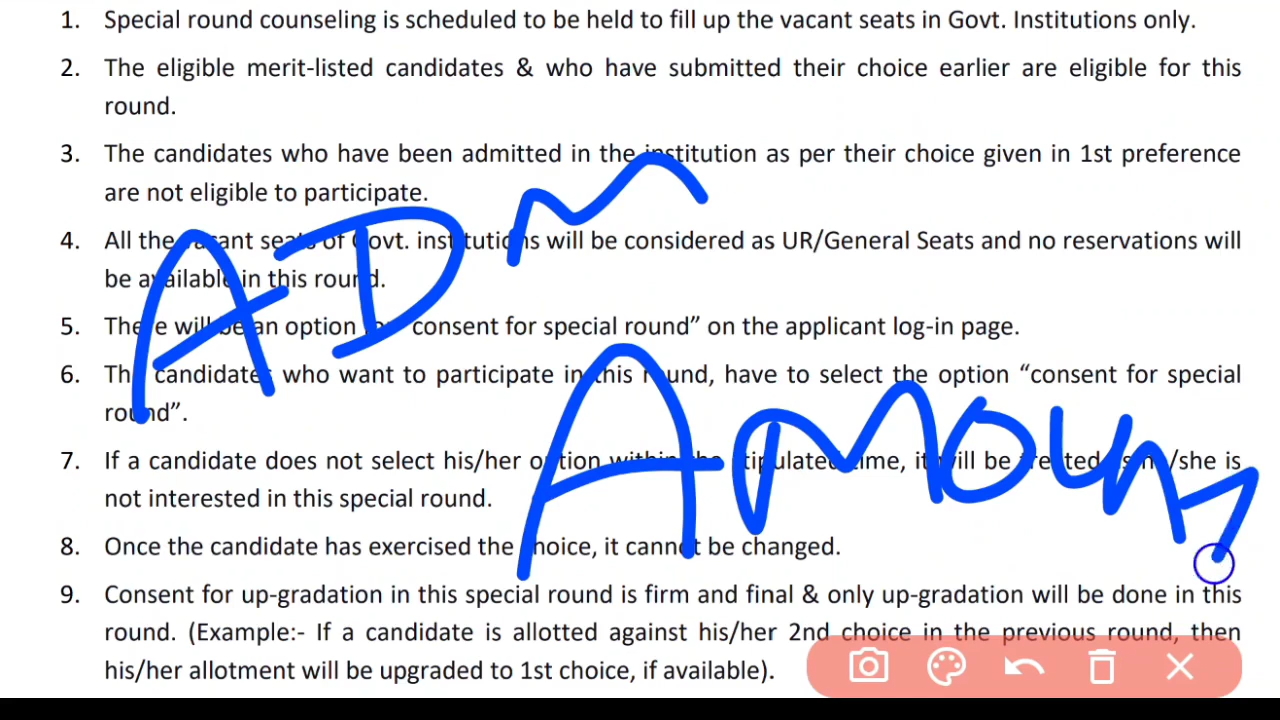 1. Special round counseling is scheduled to be held to fill up the vacant seats in Govt. Institutions only.
2. The eligible merit-listed candidates & who have submitted their choice earlier are eligible for this
round.
3. The candidates who have been admitted in the institution as per their choice given in 1st preference
are not eligible to participate.
4. All the vacant seats of Govt. institutions will be considered as UR/General Seats and no reservations will
be available in this round.
5. There will be an option "consent for special round” on the applicant log-in page.
6. The candidates who want to participate in this round, have to select the option “consent for special
round”.
7. If a candidate does not select his/her option within the stipulated time, it will be treated as he/she is
not interested in this special round.
8. Once the candidate has exercised the choice, it cannot be changed.
9. Consent for up-gradation in this special round is firm and final & only up-gradation will be done in this
round. (Example:- If a candidate is allotted against his/her 2nd choice in the previous round, then
his/her allotment will be upgraded to 1st choice, if available).
ADm